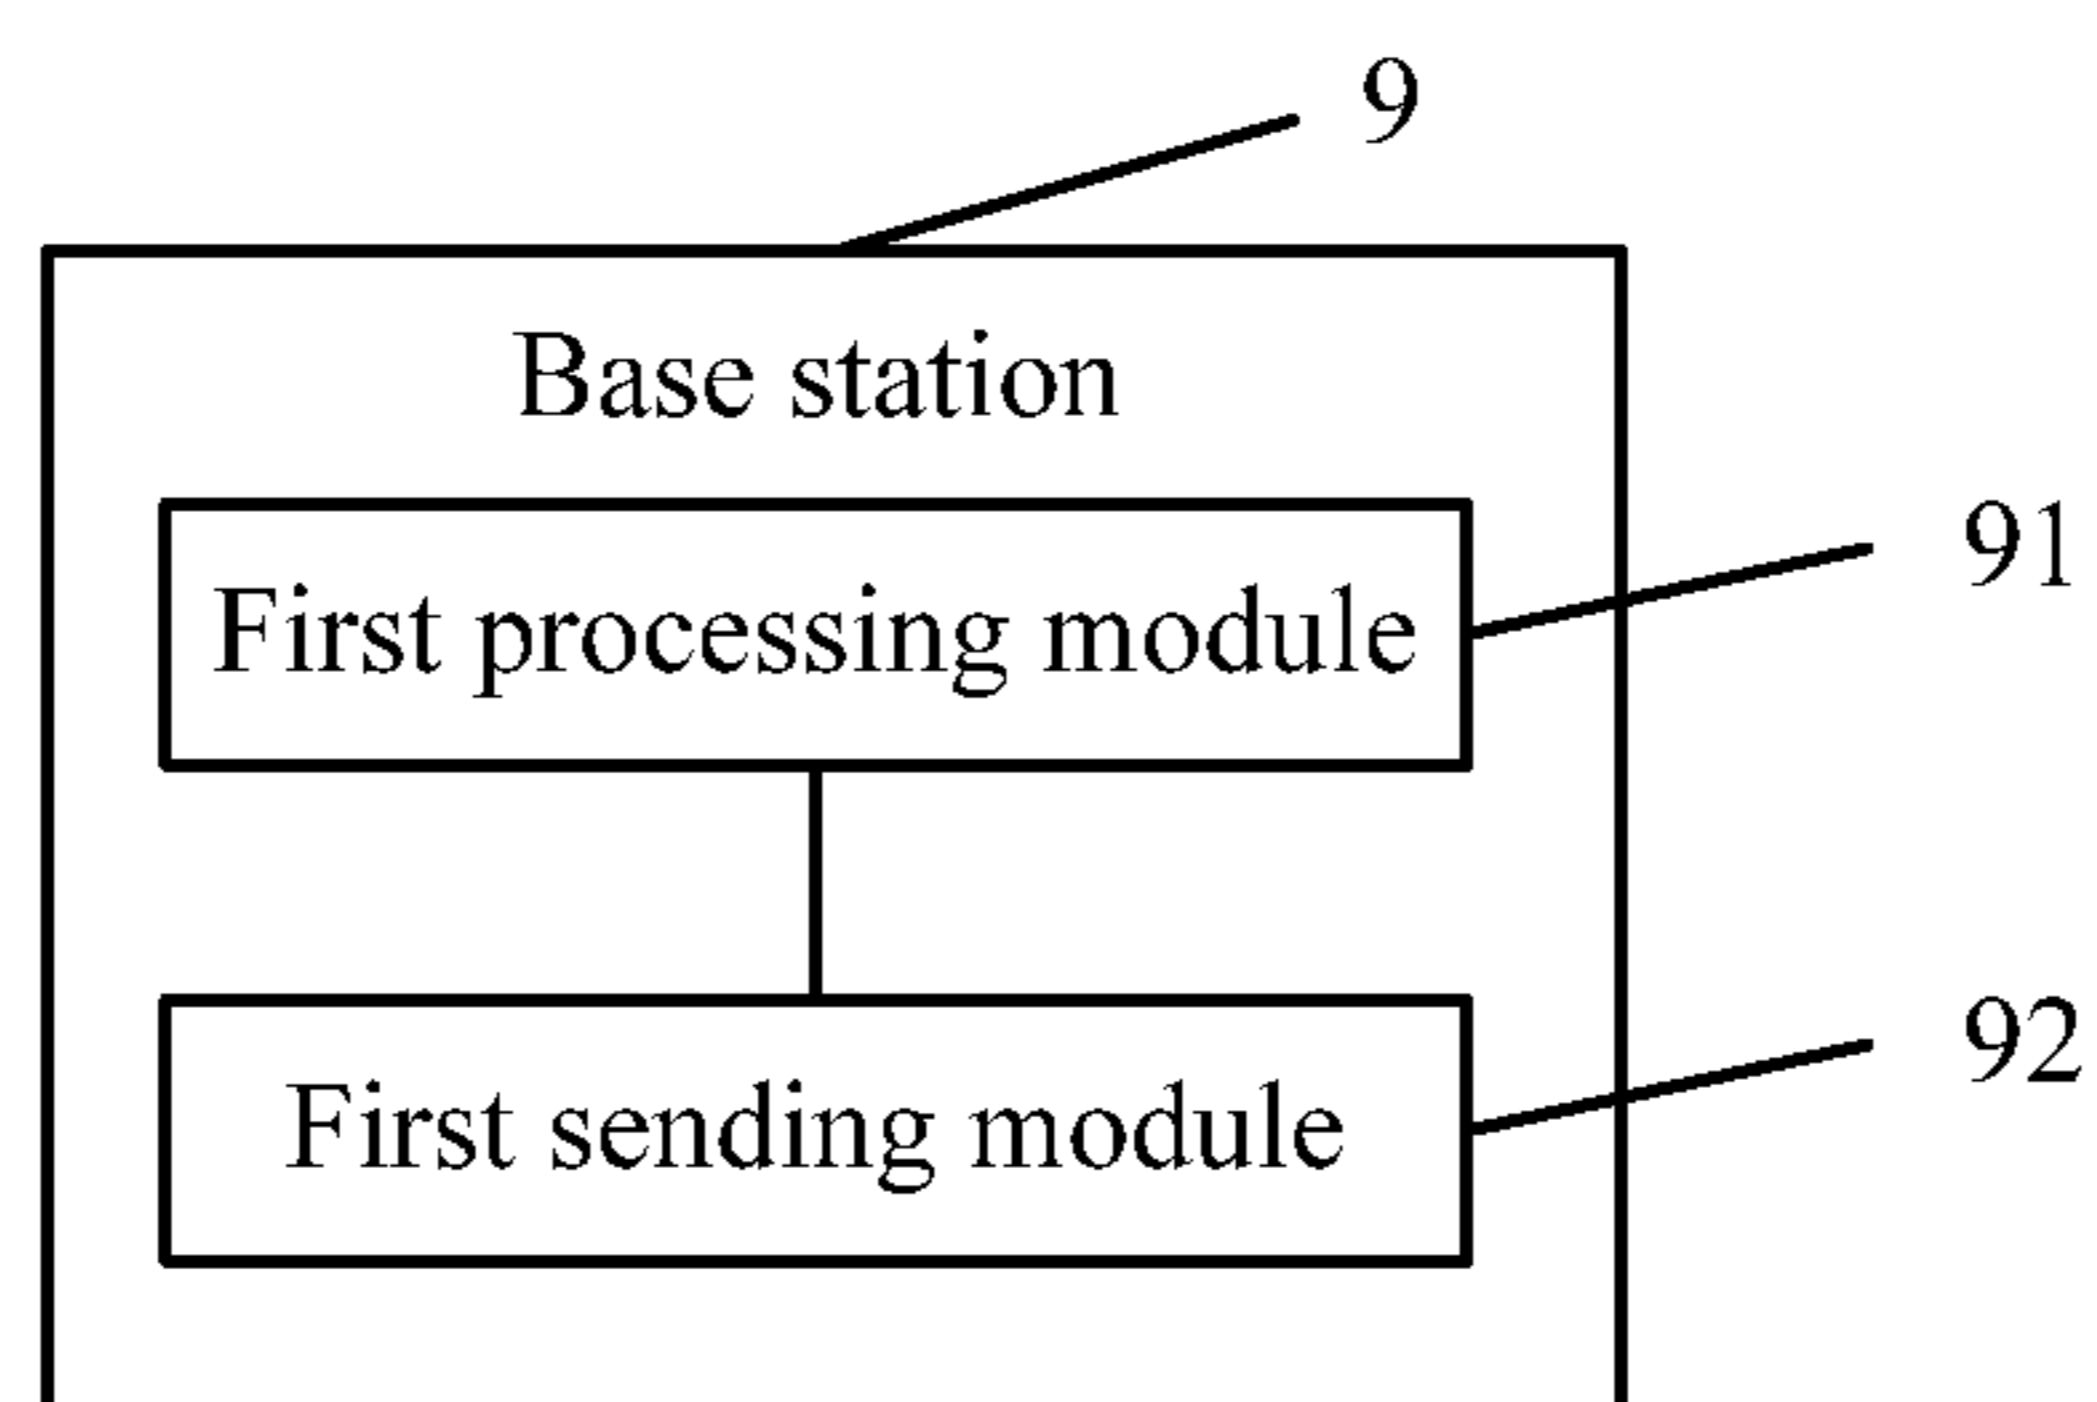 9
Base station
First processing module
91
First sending module
92